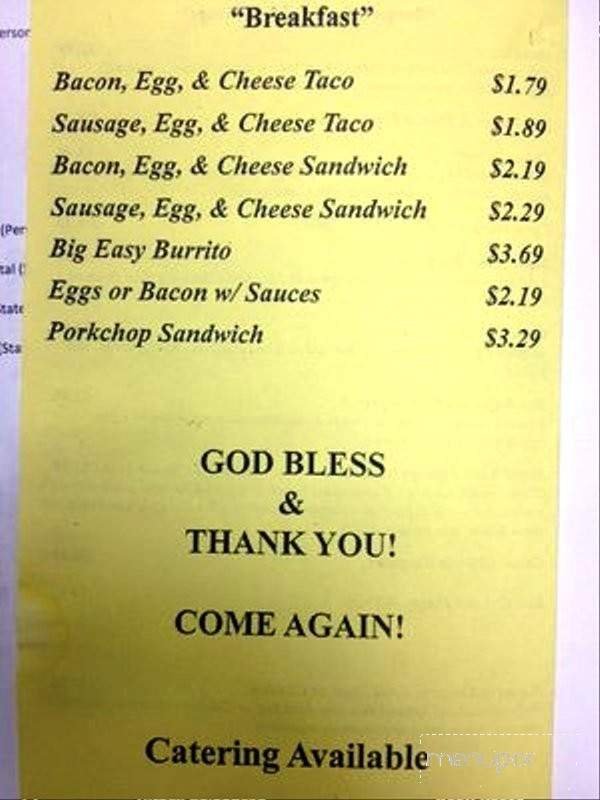 “Breakfast”
Bacon, Egg, & Cheese Taco $1.79
Sausage, Egg, & Cheese Taco $1.89
Bacon, Egg, & Cheese Sandwich $2.19
Sausage, Egg, & Cheese Sandwich $2.29
Big Easy Burrito $3.69
Eggs or Bacon w/ Sauces $2.19
Porkchop Sandwich $3.29
GOD BLESS
&
THANK YOU!
COME AGAIN!
Catering Available
menupix